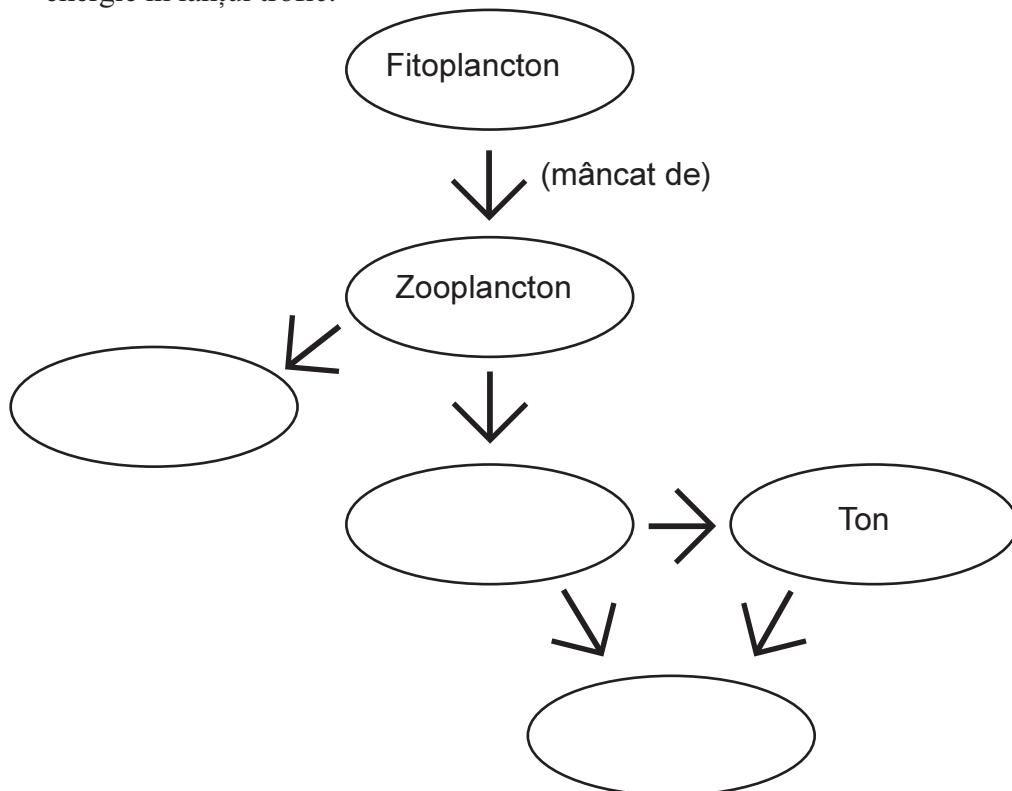 energie în lanțul trofic.
Fitoplancton
(mâncat de)
Zooplancton
Ton